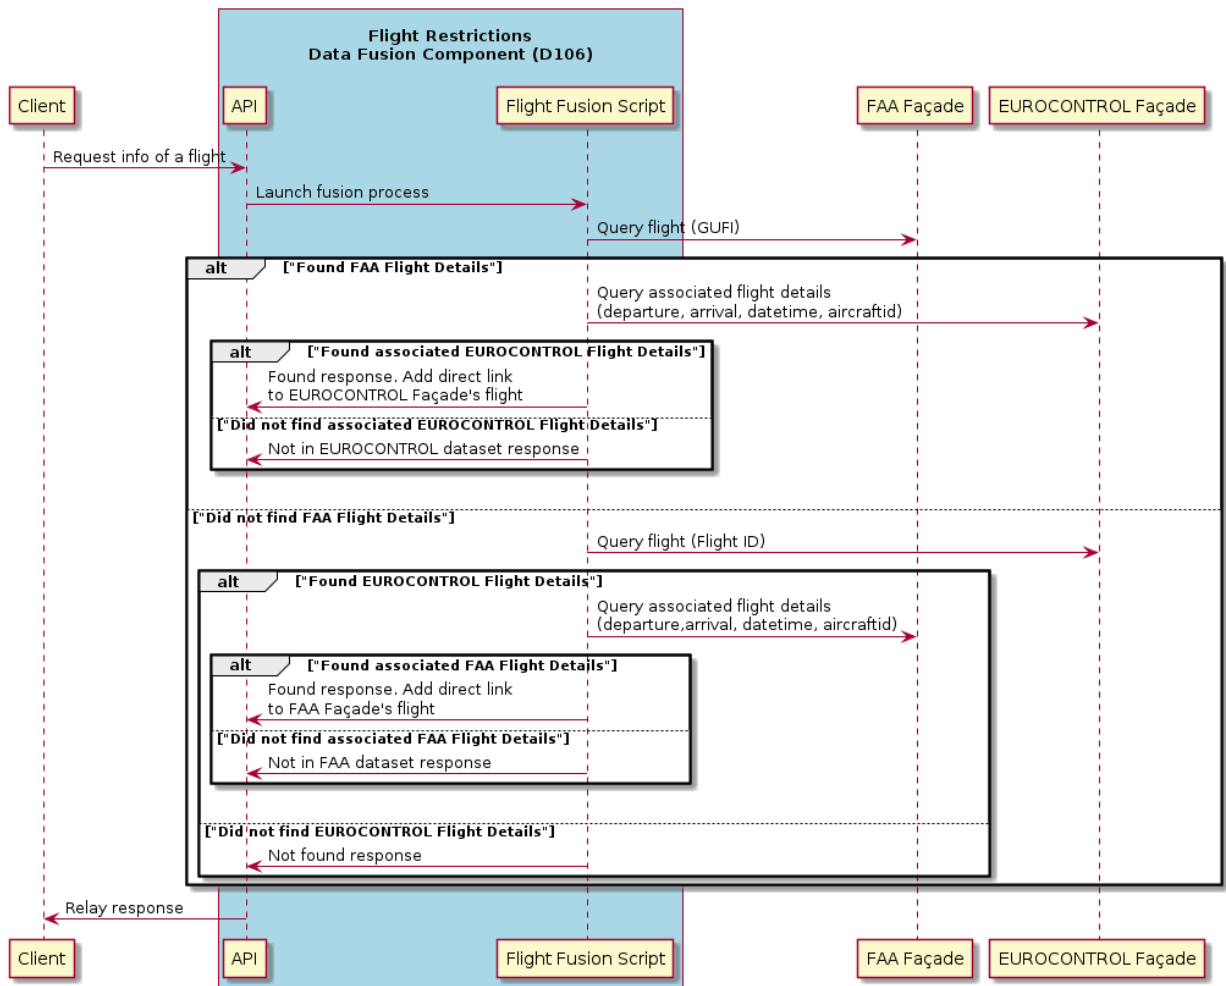 Flight Restrictions
Data Fusion Component (D106)
Client
API
Flight Fusion Script
FAA Façade
EUROCONTROL Façade
Request info of a flight
Launch fusion process
Query flight (GUFI)
alt
["Found FAA Flight Details"]
Query associated flight details
(departure, arrival, datetime, aircraftid)
alt
["Found associated EUROCONTROL Flight Details"]
Found response. Add direct link
to EUROCONTROL Façade's flight
["Did not find associated EUROCONTROL Flight Details"]
Not in EUROCONTROL dataset response
["Did not find FAA Flight Details"]
Query flight (Flight ID)
alt
["Found EUROCONTROL Flight Details"]
Query associated flight details
(departure,arrival, datetime, aircraftid)
alt
["Found associated FAA Flight Details"]
Found response. Add direct link
to FAA Façade's flight
["Did not find associated FAA Flight Details"]
Not in FAA dataset response
["Did not find EUROCONTROL Flight Details"]
Not found response
Relay response
Client
API
Flight Fusion Script
FAA Façade
EUROCONTROL Façade